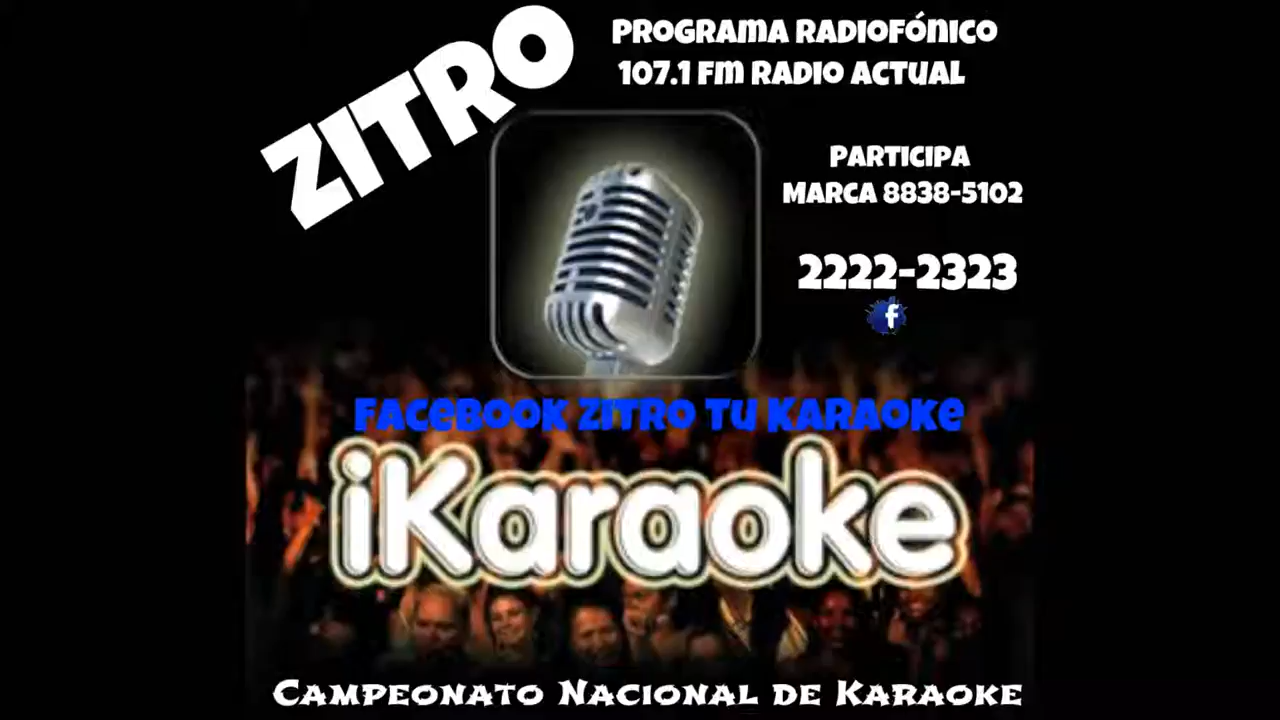 ZITRO
PROGRAMA RADIOFÓNICO
107.1 FM RADIO ACTUAL
PARTICIPA
MARCA 8838-5102
2222-2323
f
FACEBOOK ZITRO TU KARAOKE
iKaraoke
CAMPEONATO NACIONAL DE KARAOKE